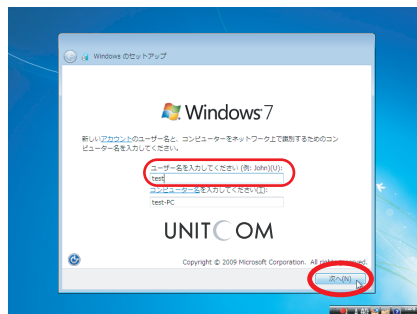 Windows のセットアップ
Windows 7
新しいアカウントのユーザー名と、コンピューターをネットワーク上で識別するためのコン
ピューター名を入力してください。
ユーザー名を入力してください (例: John)(U):
test
コンピューター名を入力してください(T):
test-PC
UNITCOM
Copyright © 2009 Microsoft Corporation. All rights reserved.
次へ(N)